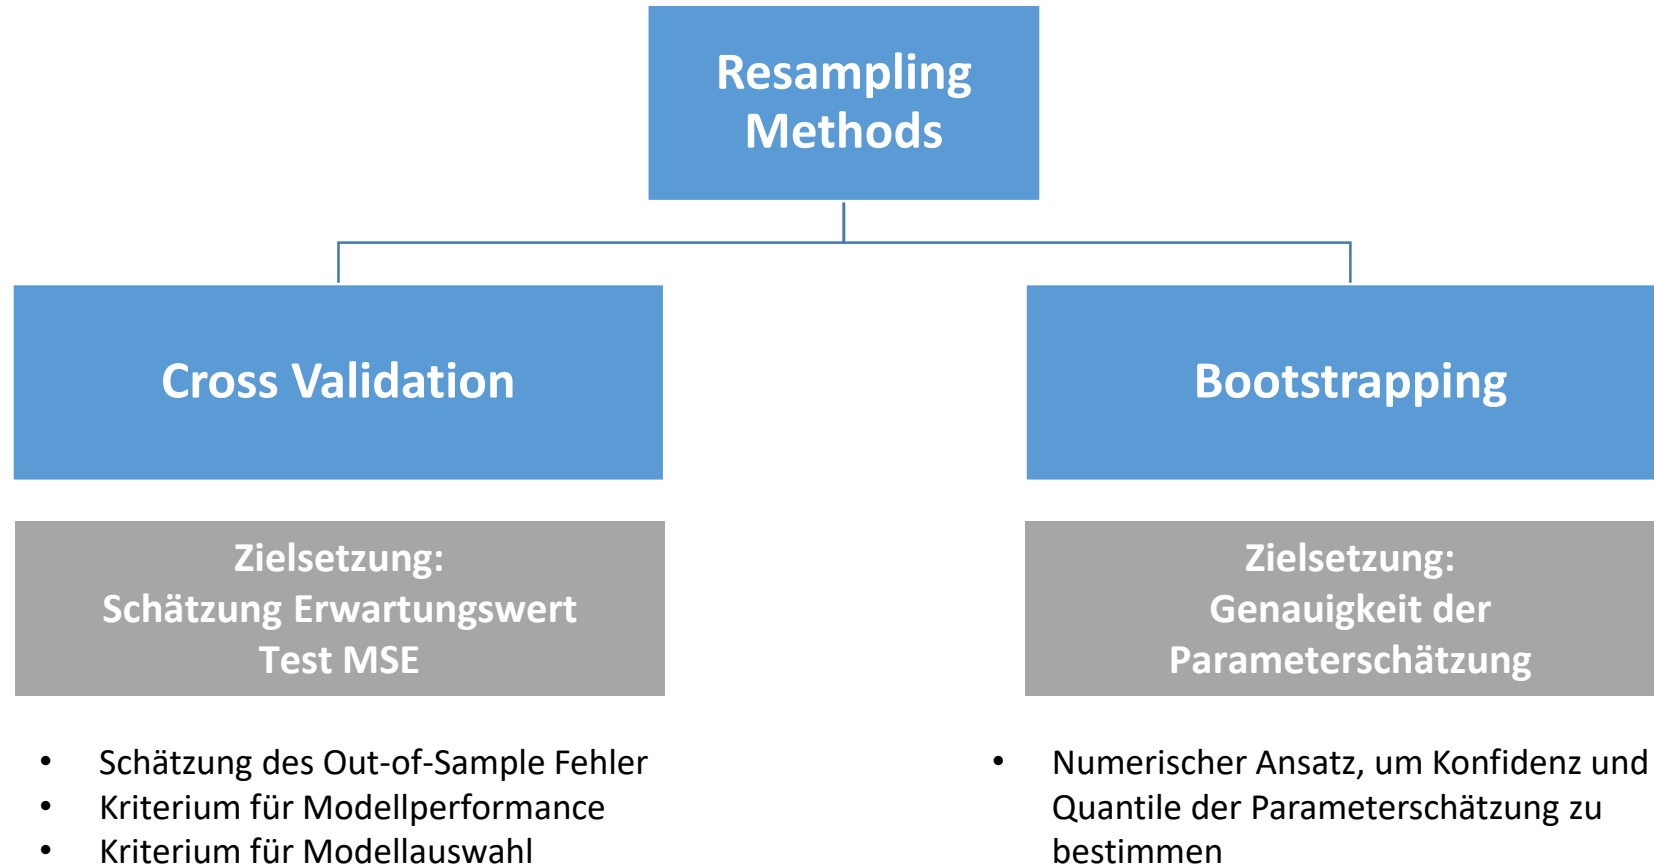 Resampling
Methods
Cross Validation
Bootstrapping
Zielsetzung:
Schätzung Erwartungswert
Test MSE
Zielsetzung:
Genauigkeit der
Parameterschätzung
• Schätzung des Out-of-Sample Fehler
• Kriterium für Modellperformance
• Kriterium für Modellauswahl
• Numerischer Ansatz, um Konfidenz und
Quantile der Parameterschätzung zu
bestimmen